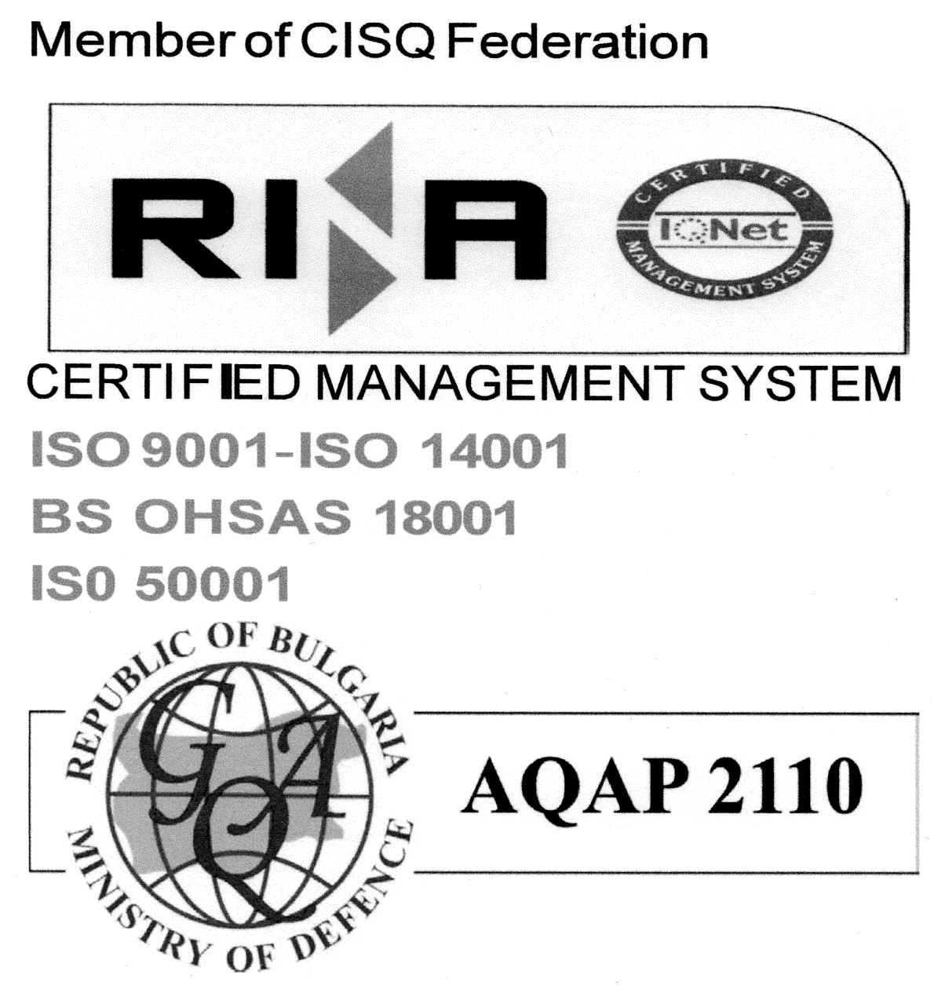 Member of CISQ Federation
RINA
CERTIFIED
IQNet
MANAGEMENT SYSTEM
CERTIFIED MANAGEMENT SYSTEM
ISO 9001-ISO 14001
BS OHSAS 18001
IS0 50001
REPUBLIC OF BULGARIA
GQA
MINISTRY OF DEFENCE
AQAP 2110